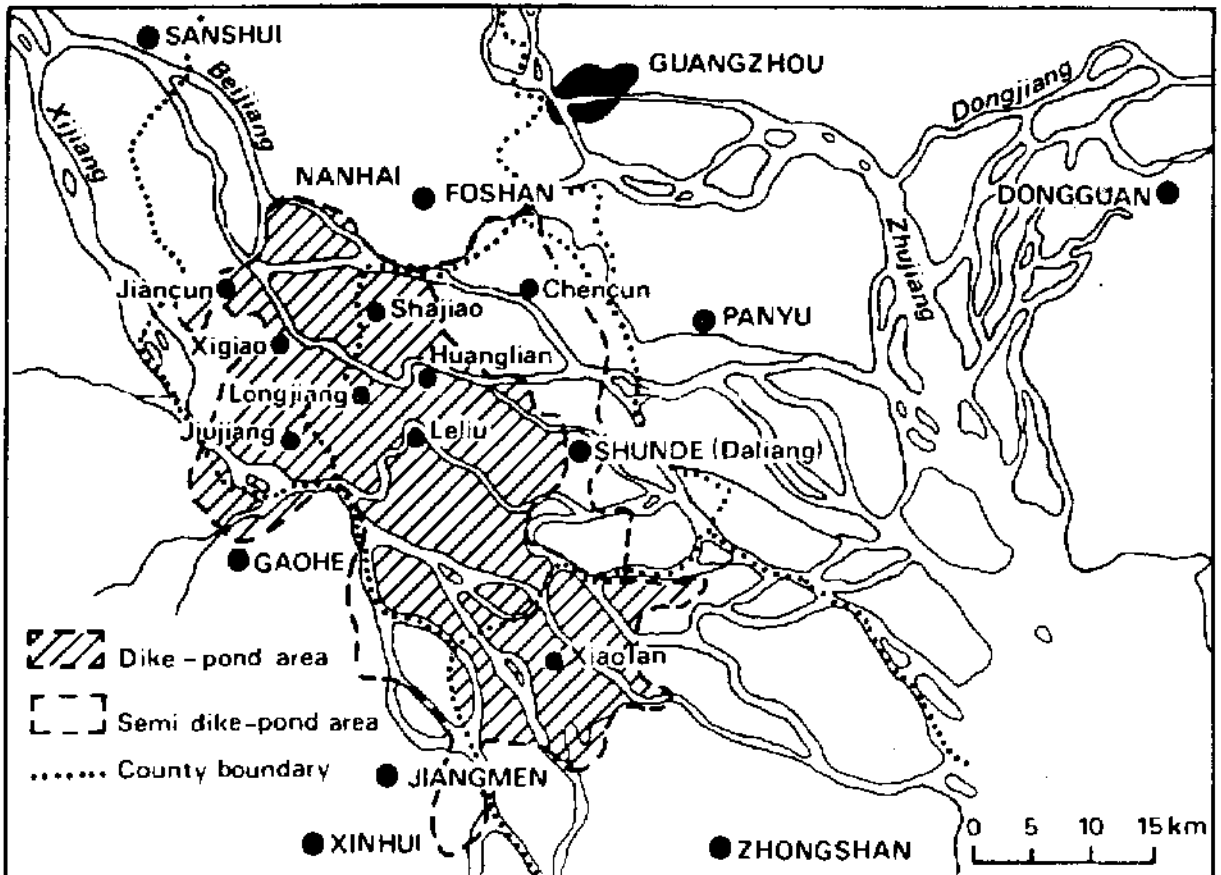 SANSHUI
GUANGZHOU
Beijiang
Xijiang
Dongjiang
NANHAI
FOSHAN
DONGGUAN
Zhujiang
Jiancun
Chencun
Shajiao
PANYU
Xigiao
Huanglian
Longjiang
Jiujiang
Leliu
SHUNDE (Daliang)
GAOHE
Dike-pond area
Xiaolan
Semi dike-pond area
County boundary
JIANGMEN
0 5 10 15 km
XINHUI
ZHONGSHAN